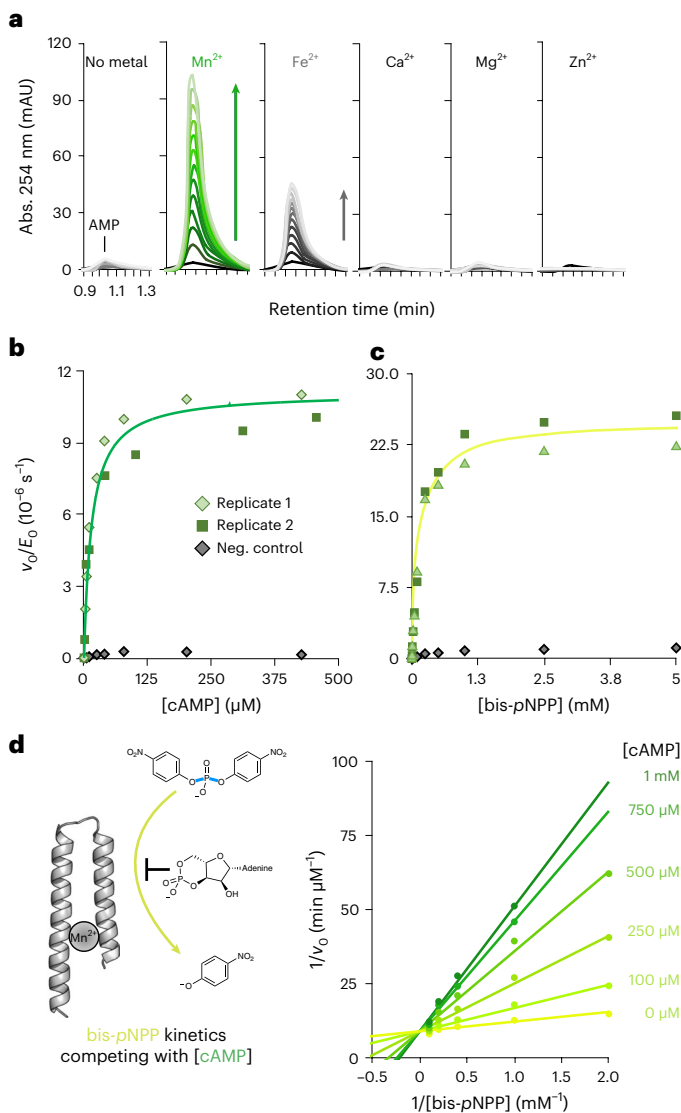 a
120
90
60
30
0
Abs. 254 nm (mAU)
No metal
Mn²⁺
Fe²⁺
Ca²⁺
Mg²⁺
Zn²⁺
AMP
0.9 1.1 1.3
Retention time (min)
b
12
9
6
3
0
v₀/E₀ (10⁻⁶ s⁻¹)
Replicate 1
Replicate 2
Neg. control
0 125 250 375 500
[cAMP] (µM)
c
30.0
22.5
15.0
7.5
0
0 1.3 2.5 3.8 5
[bis-pNPP] (mM)
d
O₂N
NO₂
O
O P O
O
−
O
O
Adenine
O P O
O
−
OH
NO₂
−O
Mn²⁺
bis-pNPP kinetics
competing with [cAMP]
100
75
50
25
0
1/v₀ (min µM⁻¹)
[cAMP]
1 mM
750 µM
500 µM
250 µM
100 µM
0 µM
−0.5 0 0.5 1.0 1.5 2.0
1/[bis-pNPP] (mM⁻¹)